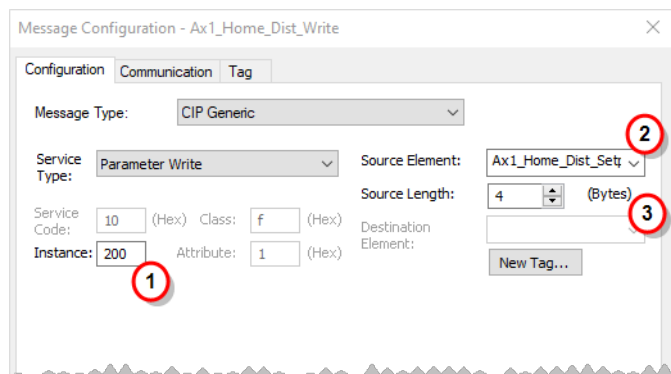 Message Configuration - Ax1_Home_Dist_Write
Configuration Communication Tag
Message Type: CIP Generic
2
Service Type: Parameter Write Source Element: Ax1_Home_Dist_Setp
Source Length: 4 (Bytes)
3
Service Code: 10 (Hex) Class: f (Hex) Destination Element:
Instance: 200 Attribute: 1 (Hex)
New Tag...
1